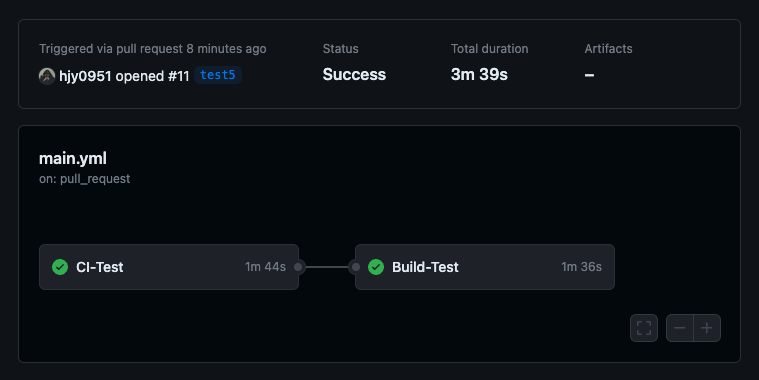 Triggered via pull request 8 minutes ago
hjy0951 opened #11 test5
Status
Success
Total duration
3m 39s
Artifacts
–
main.yml
on: pull_request
CI-Test 1m 44s
Build-Test 1m 36s